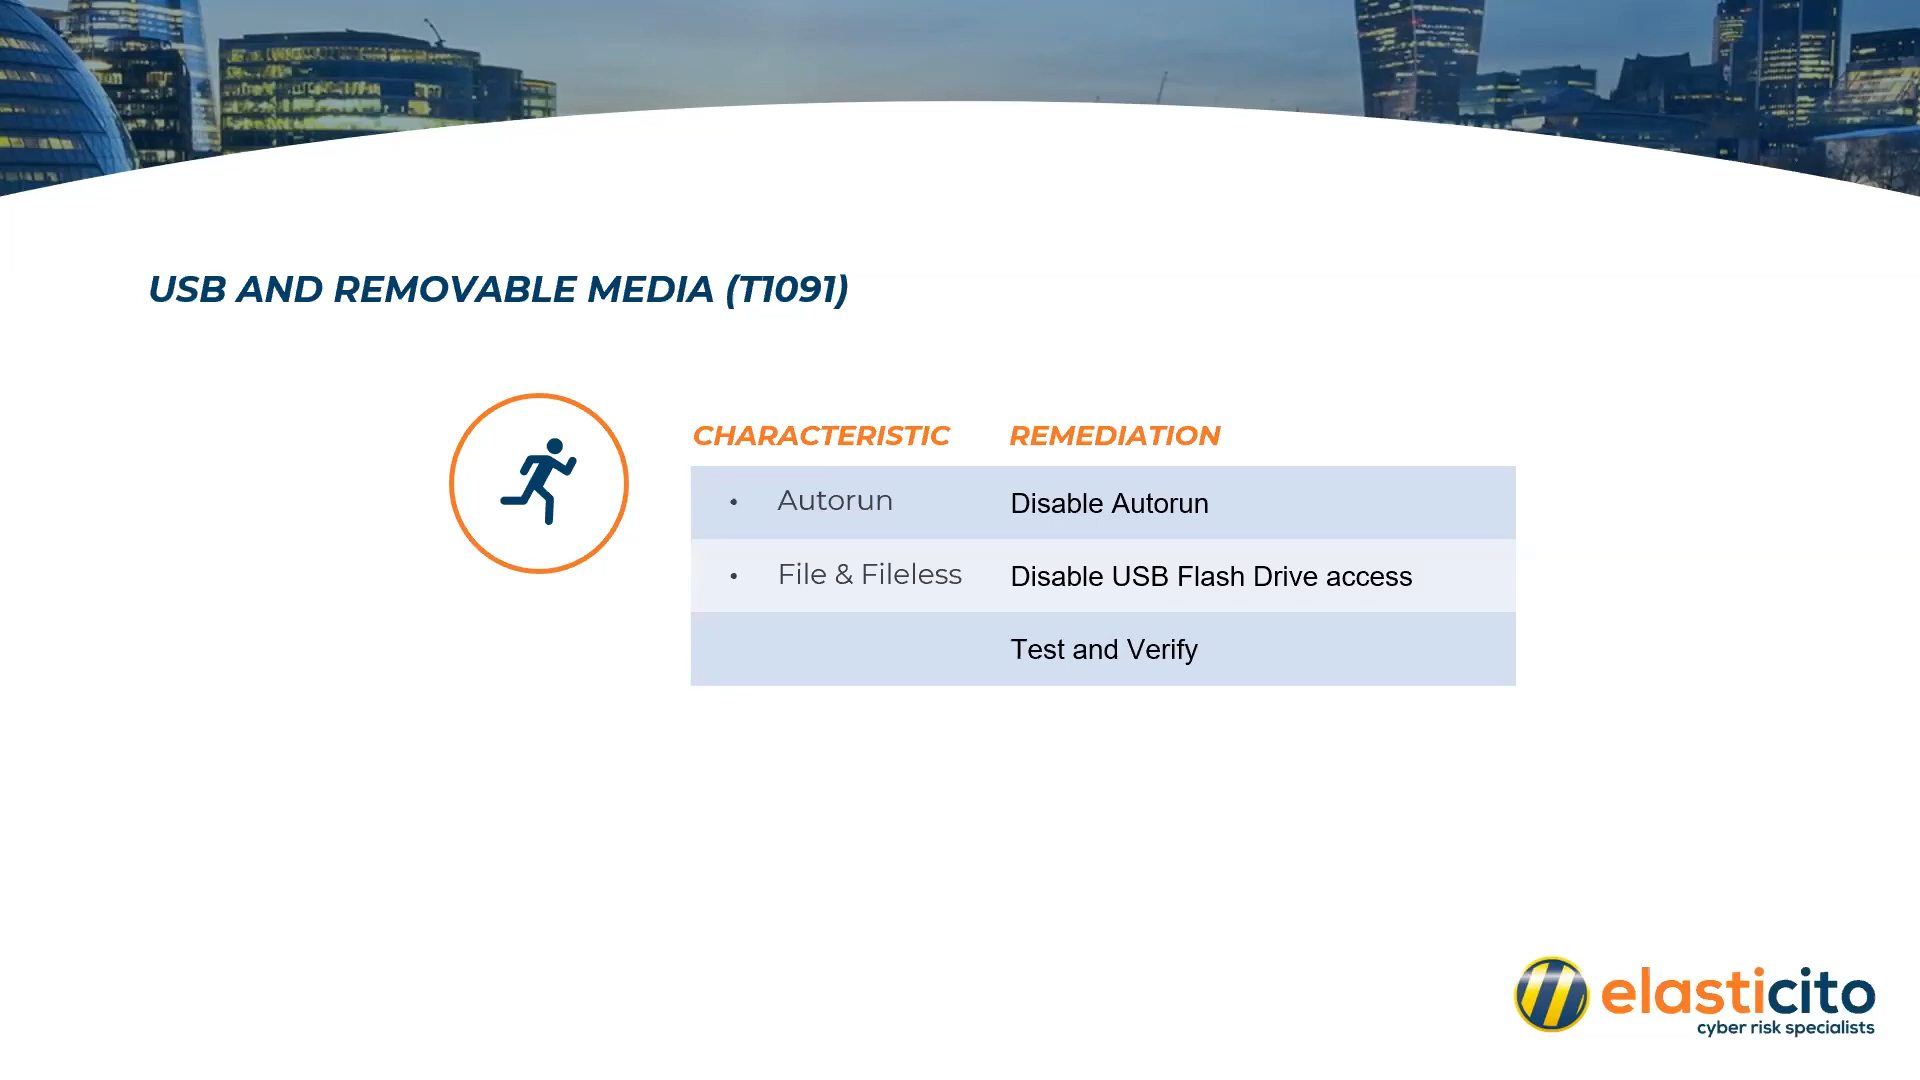 USB AND REMOVABLE MEDIA (T1091)
CHARACTERISTIC REMEDIATION
• Autorun Disable Autorun
• File & Fileless Disable USB Flash Drive access
Test and Verify
elasticito
cyber risk specialists